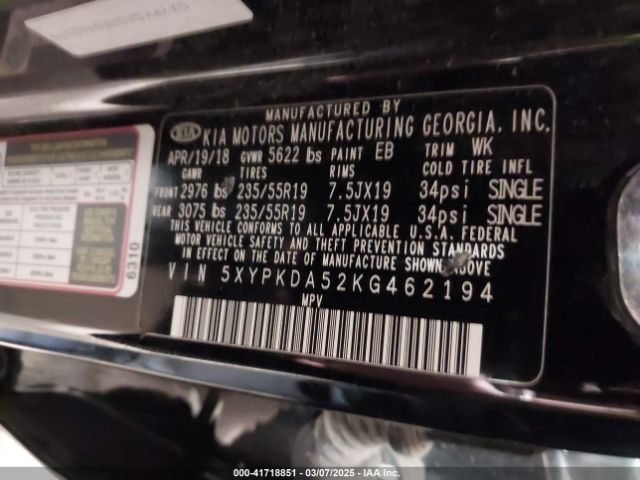 MANUFACTURED BY
KIA KIA MOTORS MANUFACTURING GEORGIA, INC.
APR/19/18 GVWR 5622 lbs PAINT EB TRIM WK
GAWR TIRES RIMS COLD TIRE INFL
FRONT 2976 lbs 235/55R19 7.5JX19 34psi SINGLE
REAR 3075 lbs 235/55R19 7.5JX19 34psi SINGLE
THIS VEHICLE CONFORMS TO ALL APPLICABLE U.S.A. FEDERAL
MOTOR VEHICLE SAFETY AND THEFT PREVENTION STANDARDS
IN EFFECT ON THE DATE OF MANUFACTURE SHOWN ABOVE
VIN 5XYPKDA52KG462194
MPV
6310
000-41718851 — 03/07/2025 — IAA Inc.